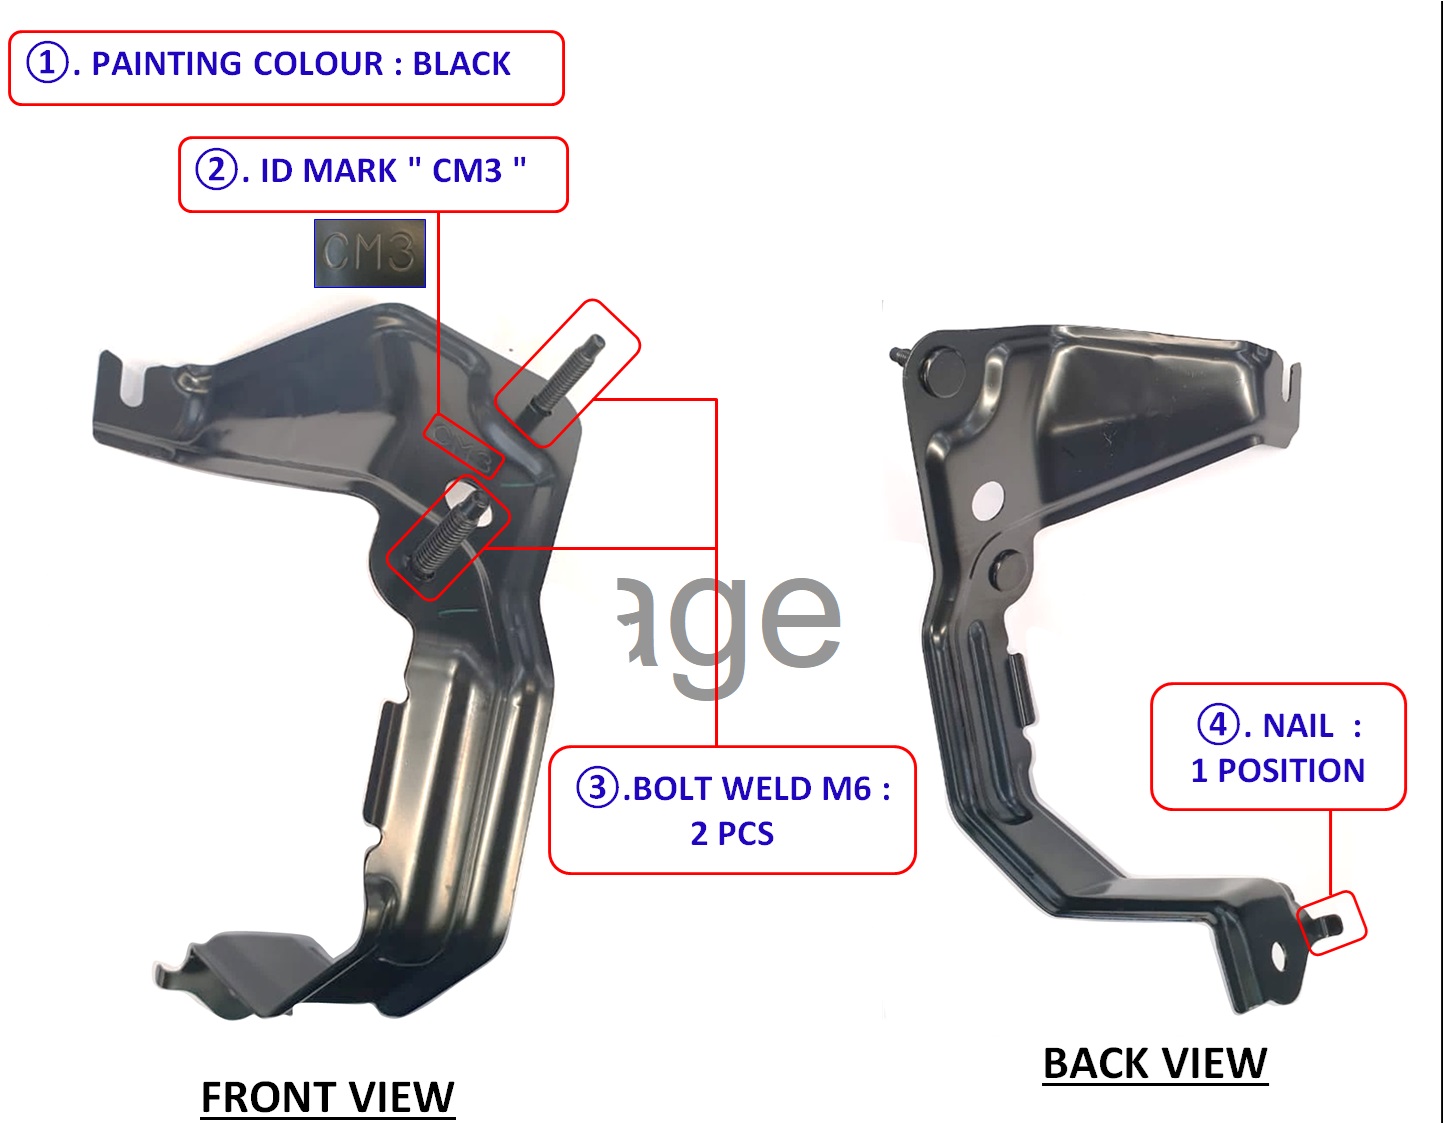 ①. PAINTING COLOUR : BLACK
②. ID MARK " CM3 "
CM3
CM3
age
③.BOLT WELD M6 :
2 PCS
④. NAIL :
1 POSITION
FRONT VIEW
BACK VIEW